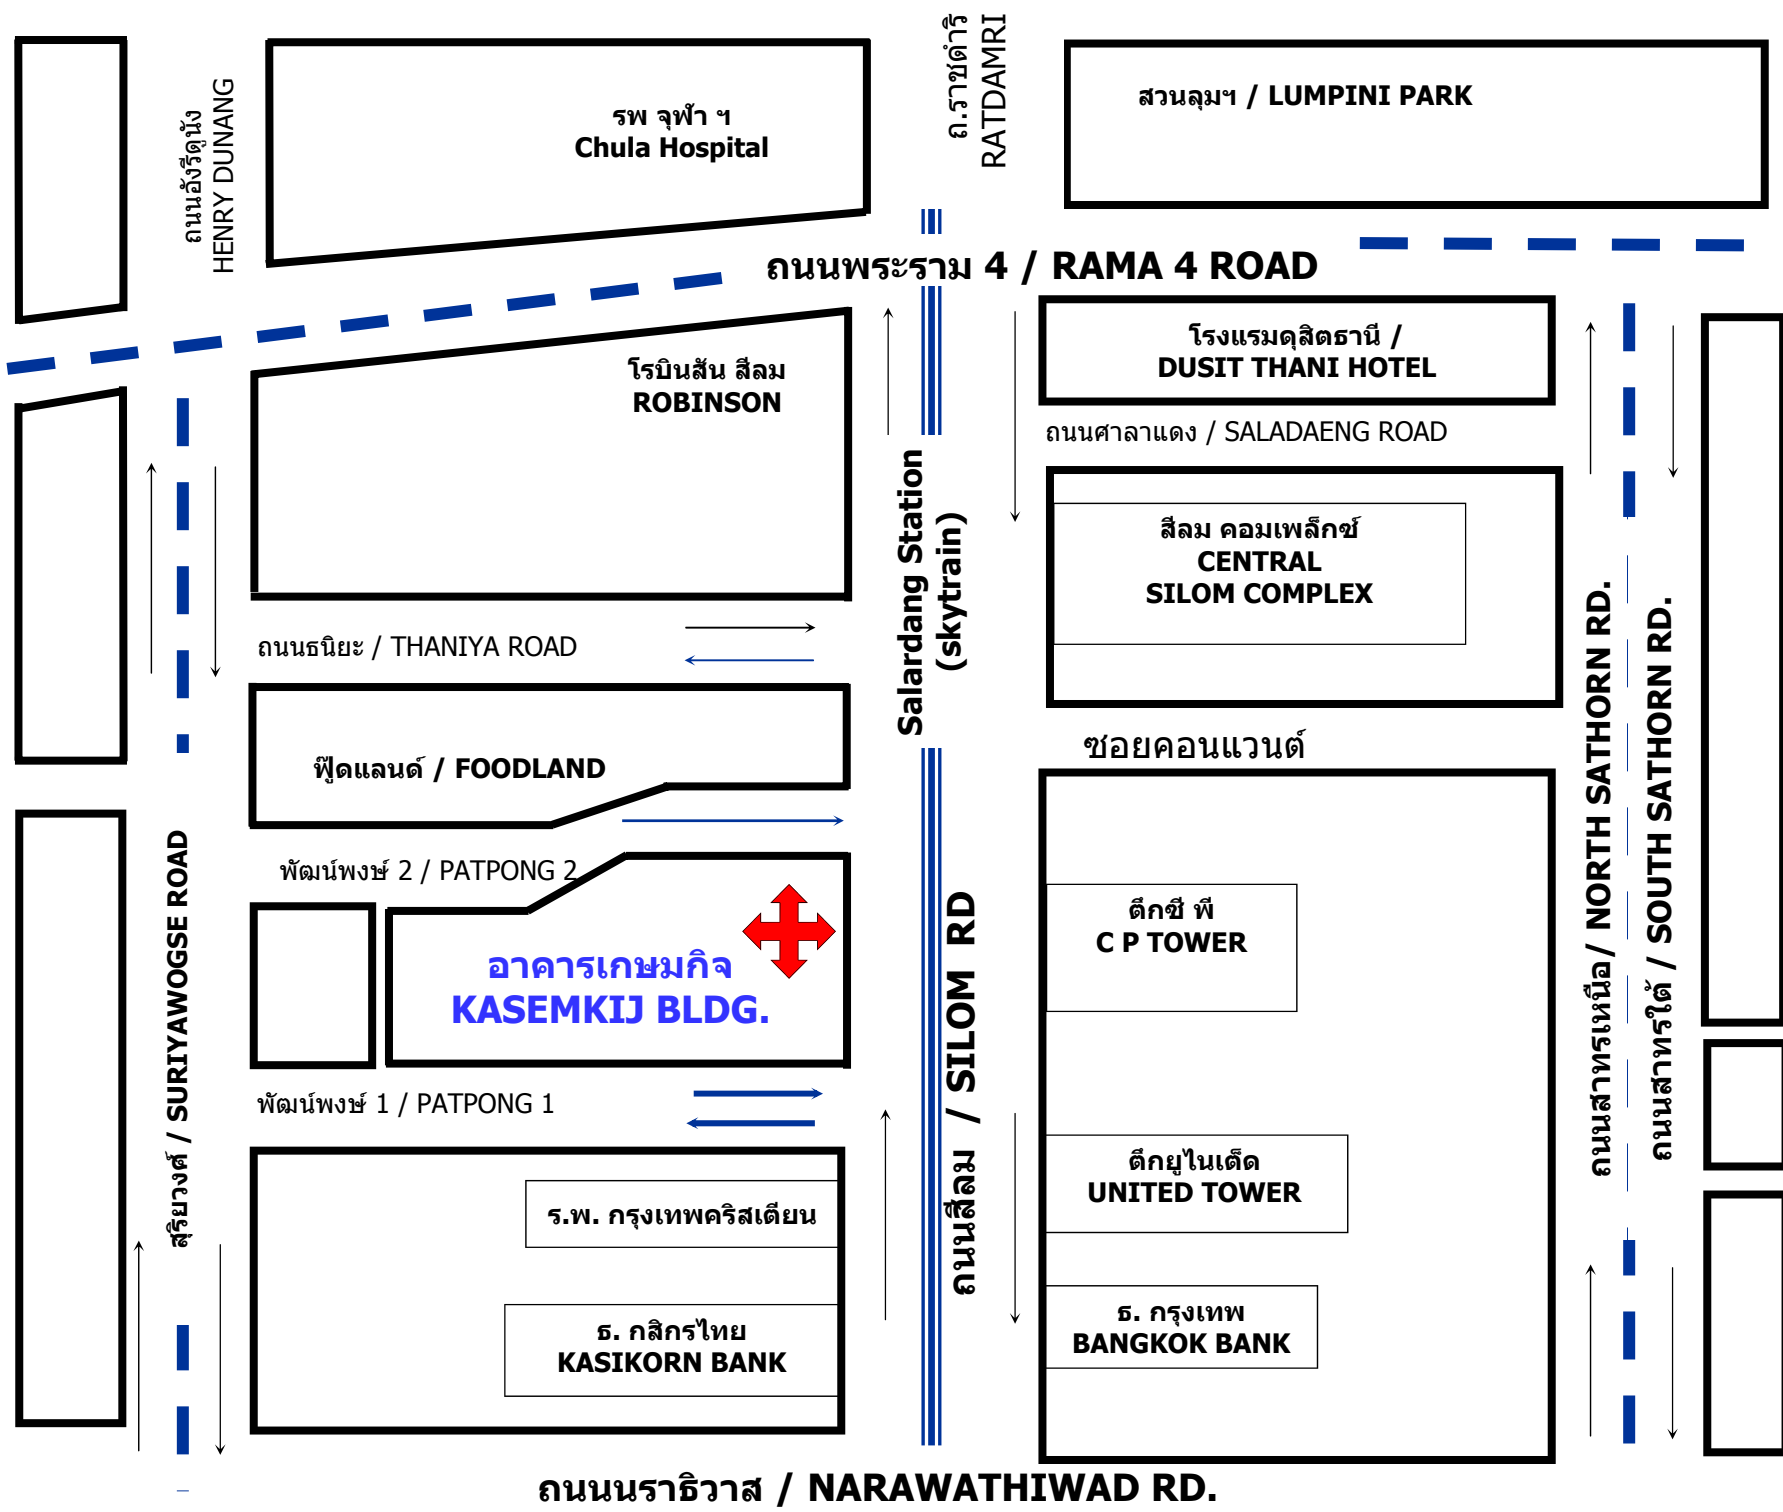 ถ.ราชดำริ
RATDAMRI
ถนนอังรีดูนัง
HENRY DUNANG
รพ จุฬา ฯ
Chula Hospital
สวนลุมฯ / LUMPINI PARK
ถนนพระราม 4 / RAMA 4 ROAD
โรบินสัน สีลม
ROBINSON
โรงแรมดุสิตธานี /
DUSIT THANI HOTEL
ถนนศาลาแดง / SALADAENG ROAD
Salardang Station
(skytrain)
สีลม คอมเพล็กซ์
CENTRAL
SILOM COMPLEX
ถนนธนิยะ / THANIYA ROAD
ฟู๊ดแลนด์ / FOODLAND
ซอยคอนแวนต์
ถนนสาทรเหนือ/ NORTH SATHORN RD.
ถนนสาทรใต้ / SOUTH SATHORN RD.
สุริยวงศ์ / SURIYAWOGSE ROAD
พัฒน์พงษ์ 2 / PATPONG 2
อาคารเกษมกิจ
KASEMKIJ BLDG.
ถนนสีลม / SILOM RD
ตึกซี พี
C P TOWER
พัฒน์พงษ์ 1 / PATPONG 1
ตึกยูไนเต็ด
UNITED TOWER
ร.พ. กรุงเทพคริสเตียน
ธ. กสิกรไทย
KASIKORN BANK
ธ. กรุงเทพ
BANGKOK BANK
ถนนนราธิวาส / NARAWATHIWAD RD.